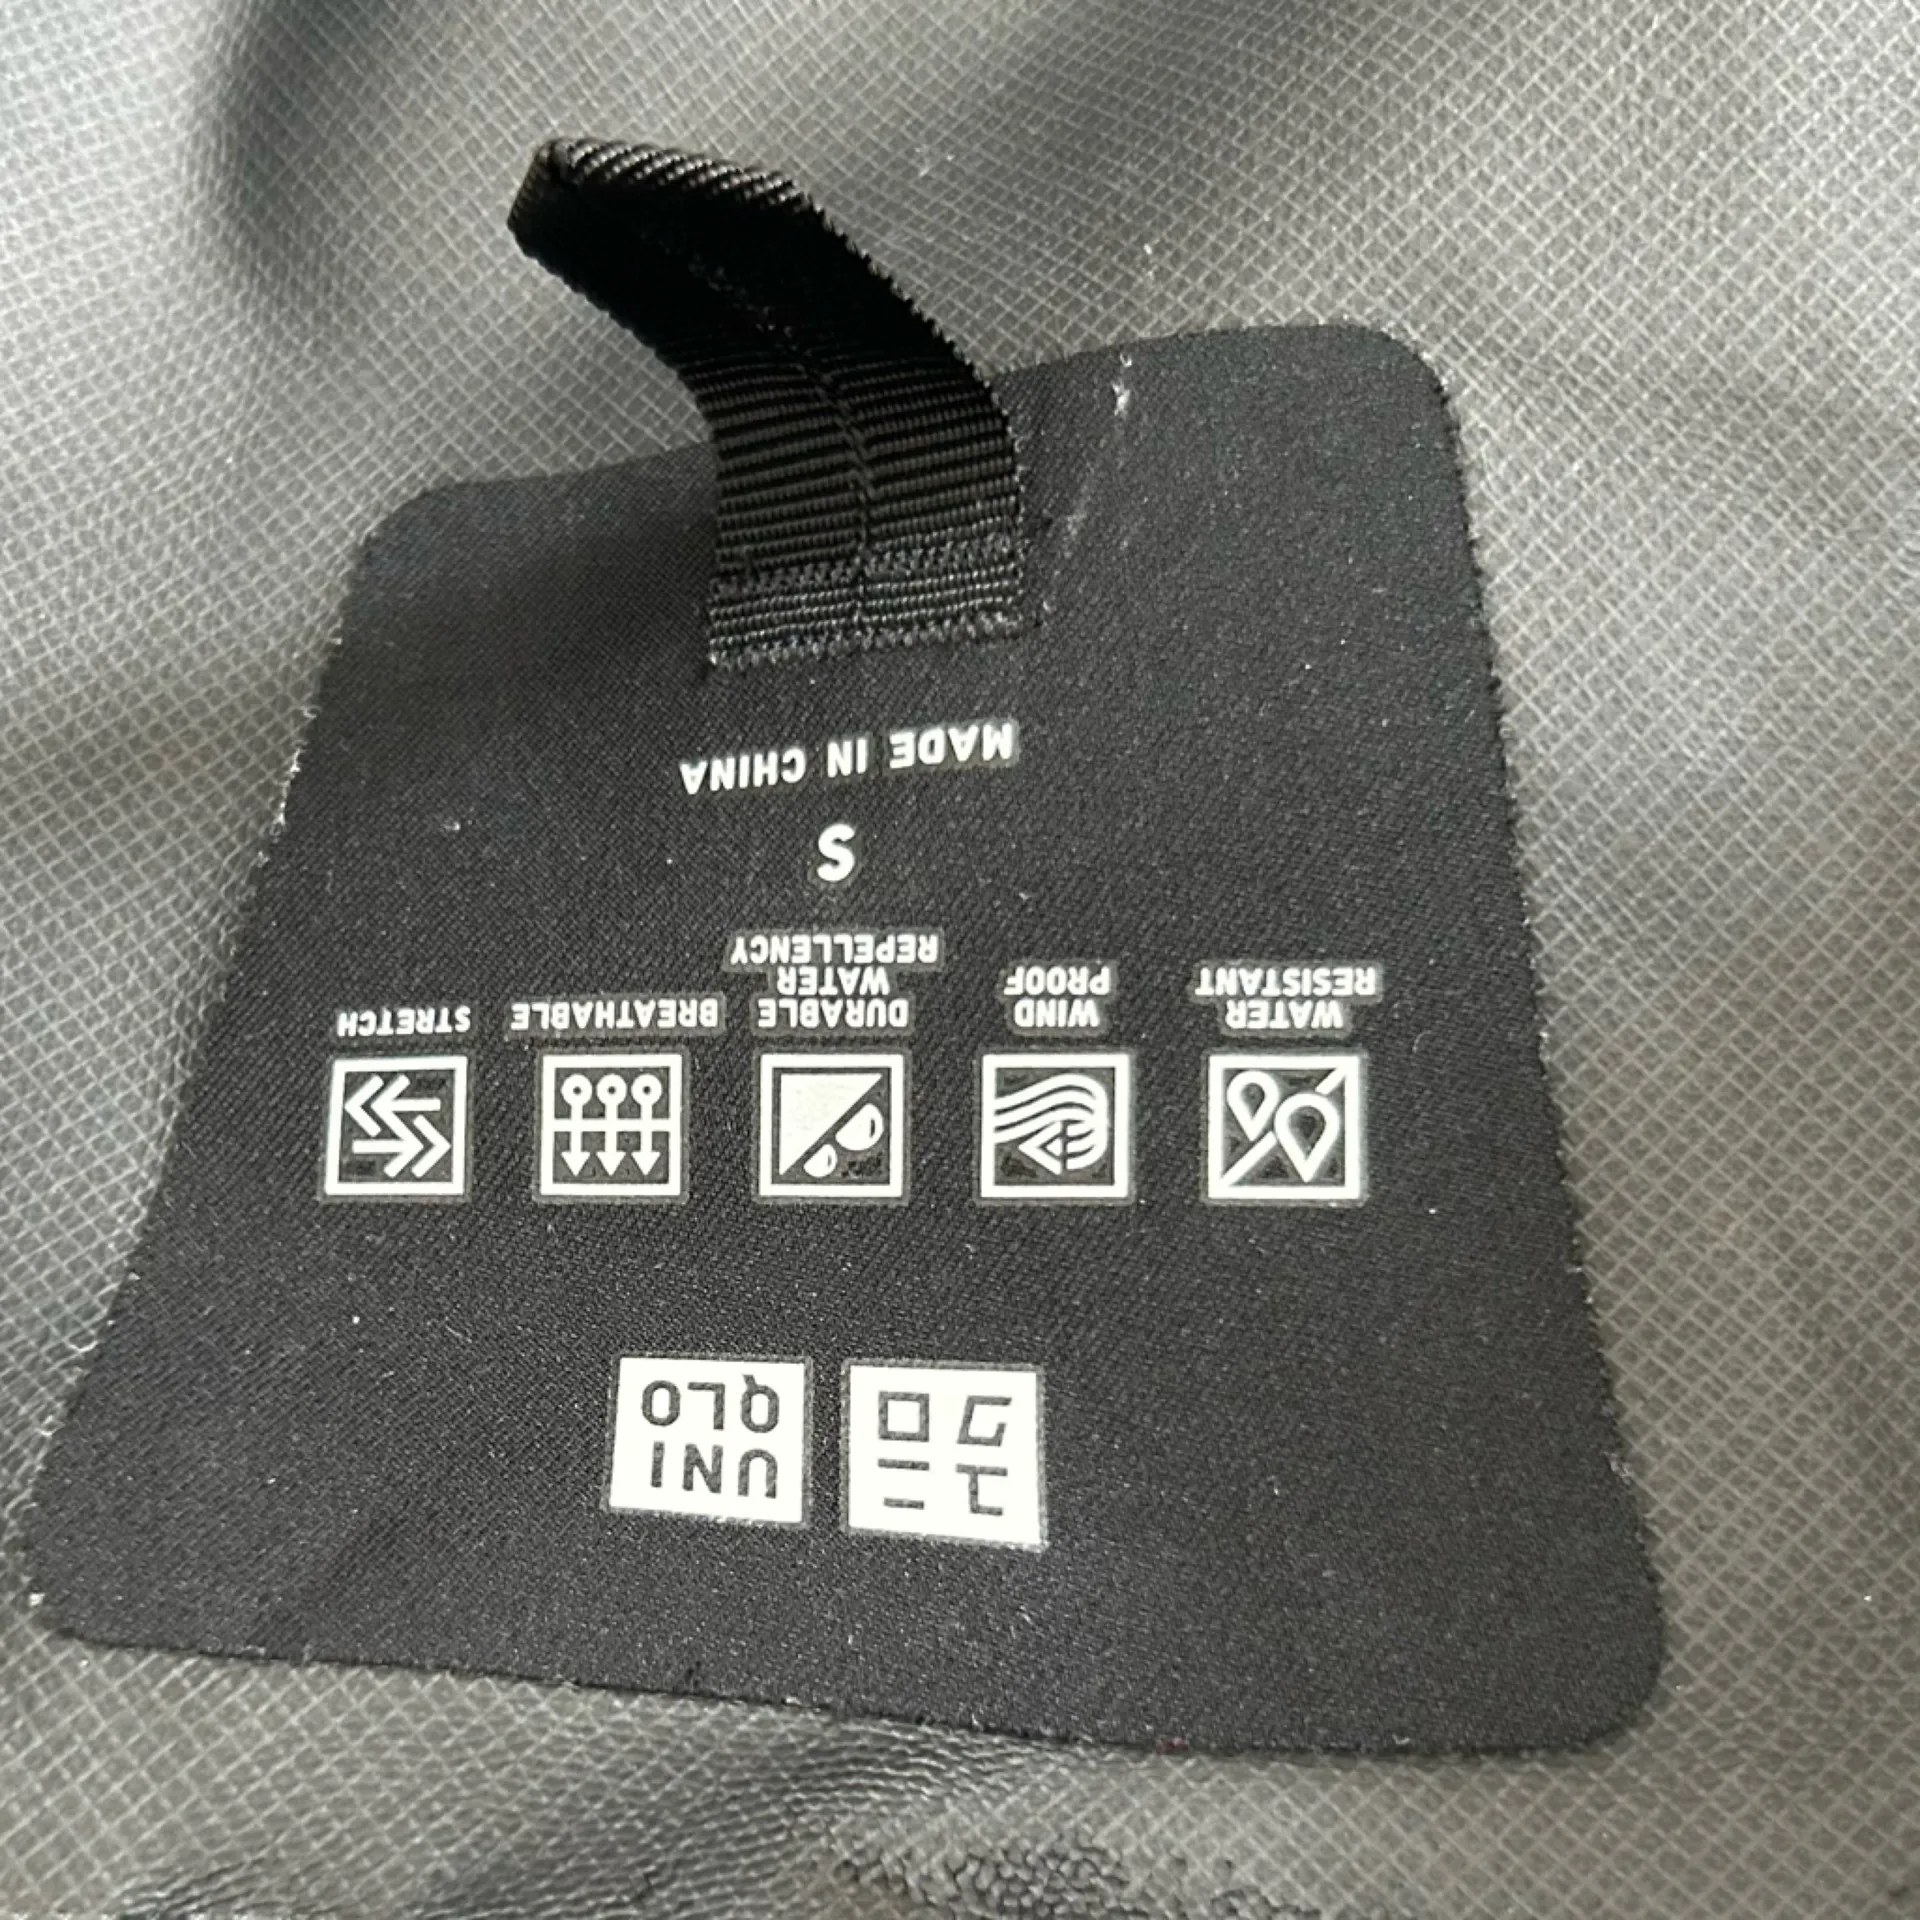 ユニ
クロ
UNI
QLO
WATER
RESISTANT
WIND
PROOF
DURABLE
WATER
REPELLENCY
BREATHABLE
STRETCH
S
MADE IN CHINA